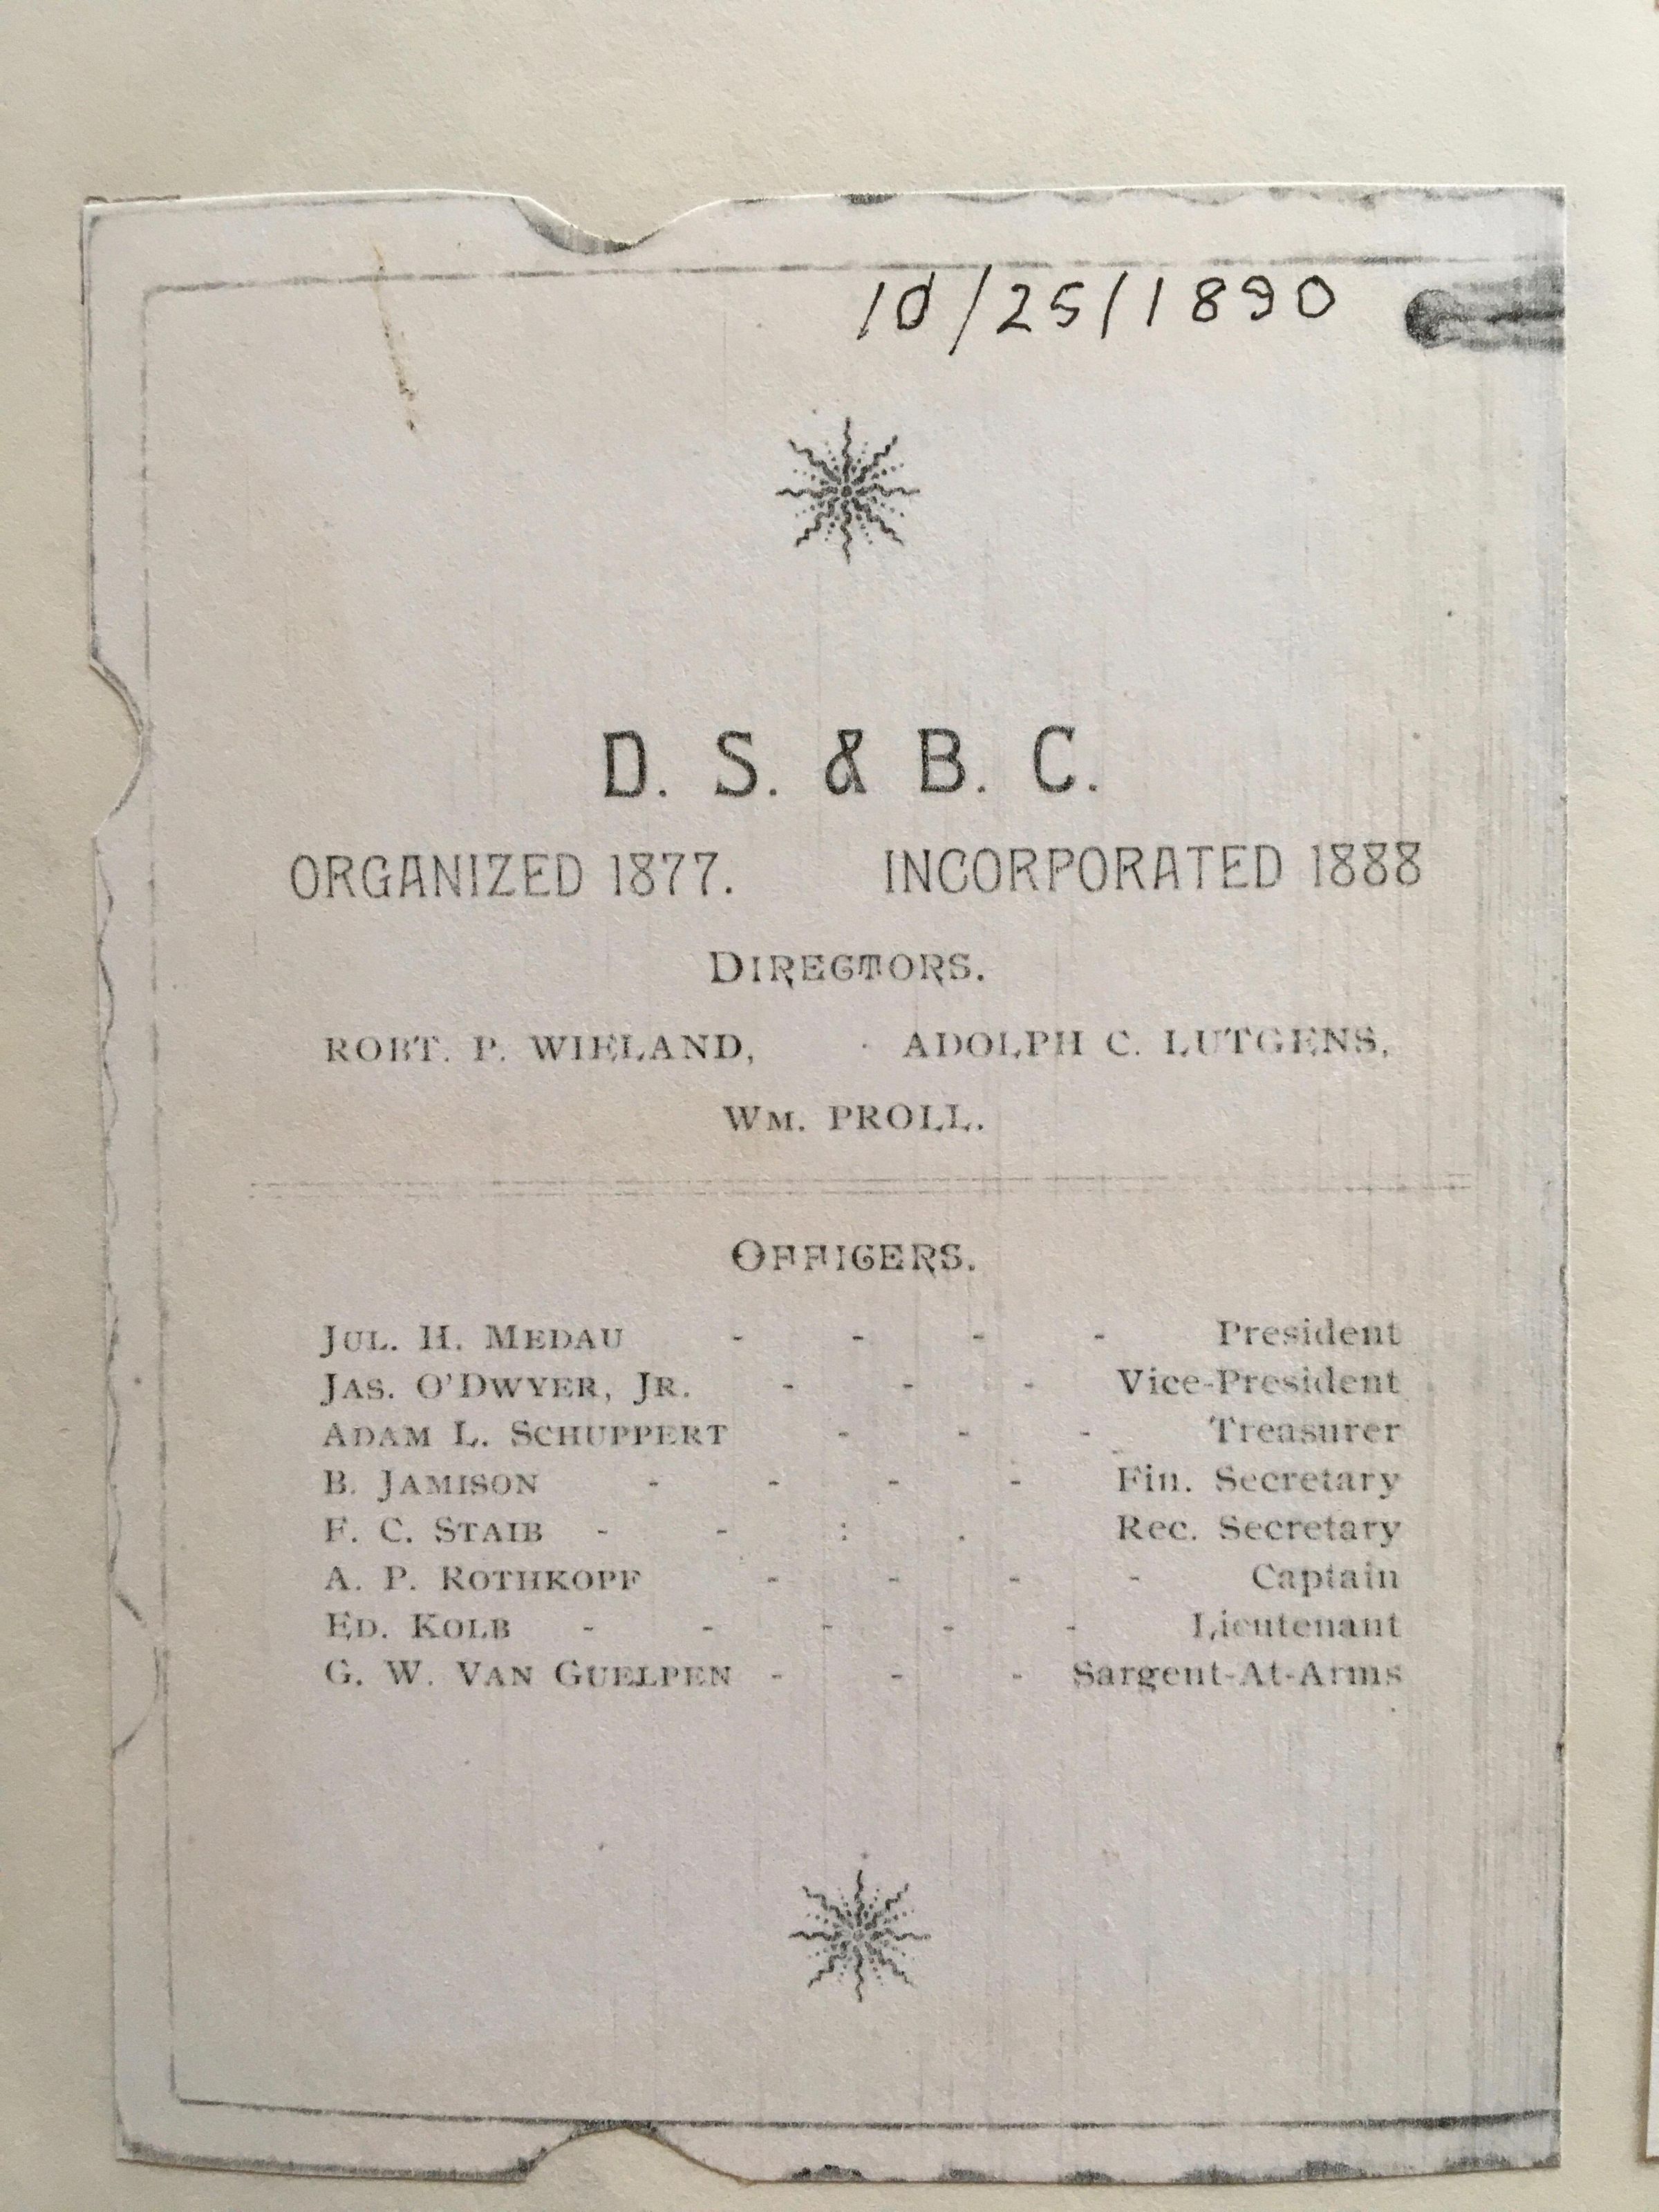 10/25/1890
D. S. & B. C.
ORGANIZED 1877. INCORPORATED 1888
DIRECTORS.
ROBT. P. WIELAND, ADOLPH C. LUTGENS,
WM. PROLL.
OFFICERS.
JUL. H. MEDAU - - - - President
JAS. O'DWYER, JR. - - - Vice-President
ADAM L. SCHUPPERT - - - Treasurer
B. JAMISON - - - - Fin. Secretary
F. C. STAIB - - : . Rec. Secretary
A. P. ROTHKOPF - - - - Captain
ED. KOLB - - - - - Lieutenant
G. W. VAN GUELPEN - - - Sargent-At-Arms